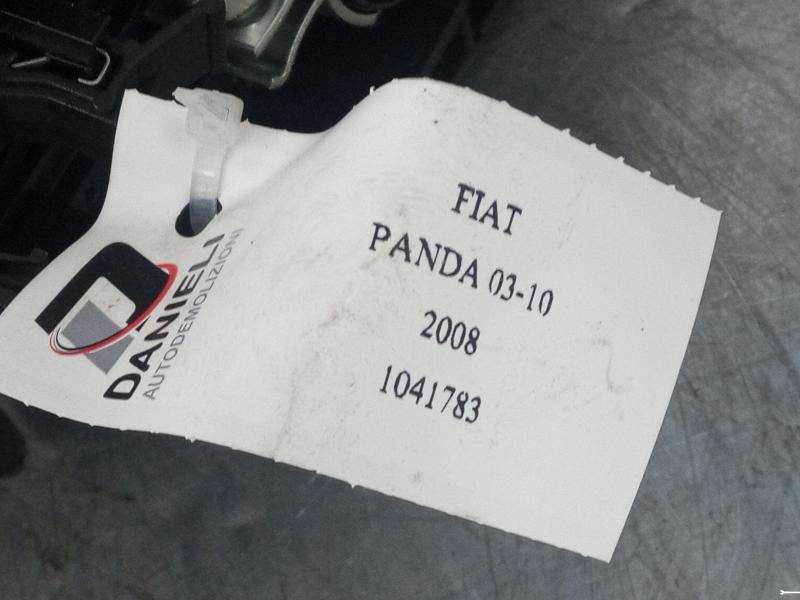 FIAT
PANDA 03-10
2008
1041783
DANIELI
AUTODEMOLIZIONI